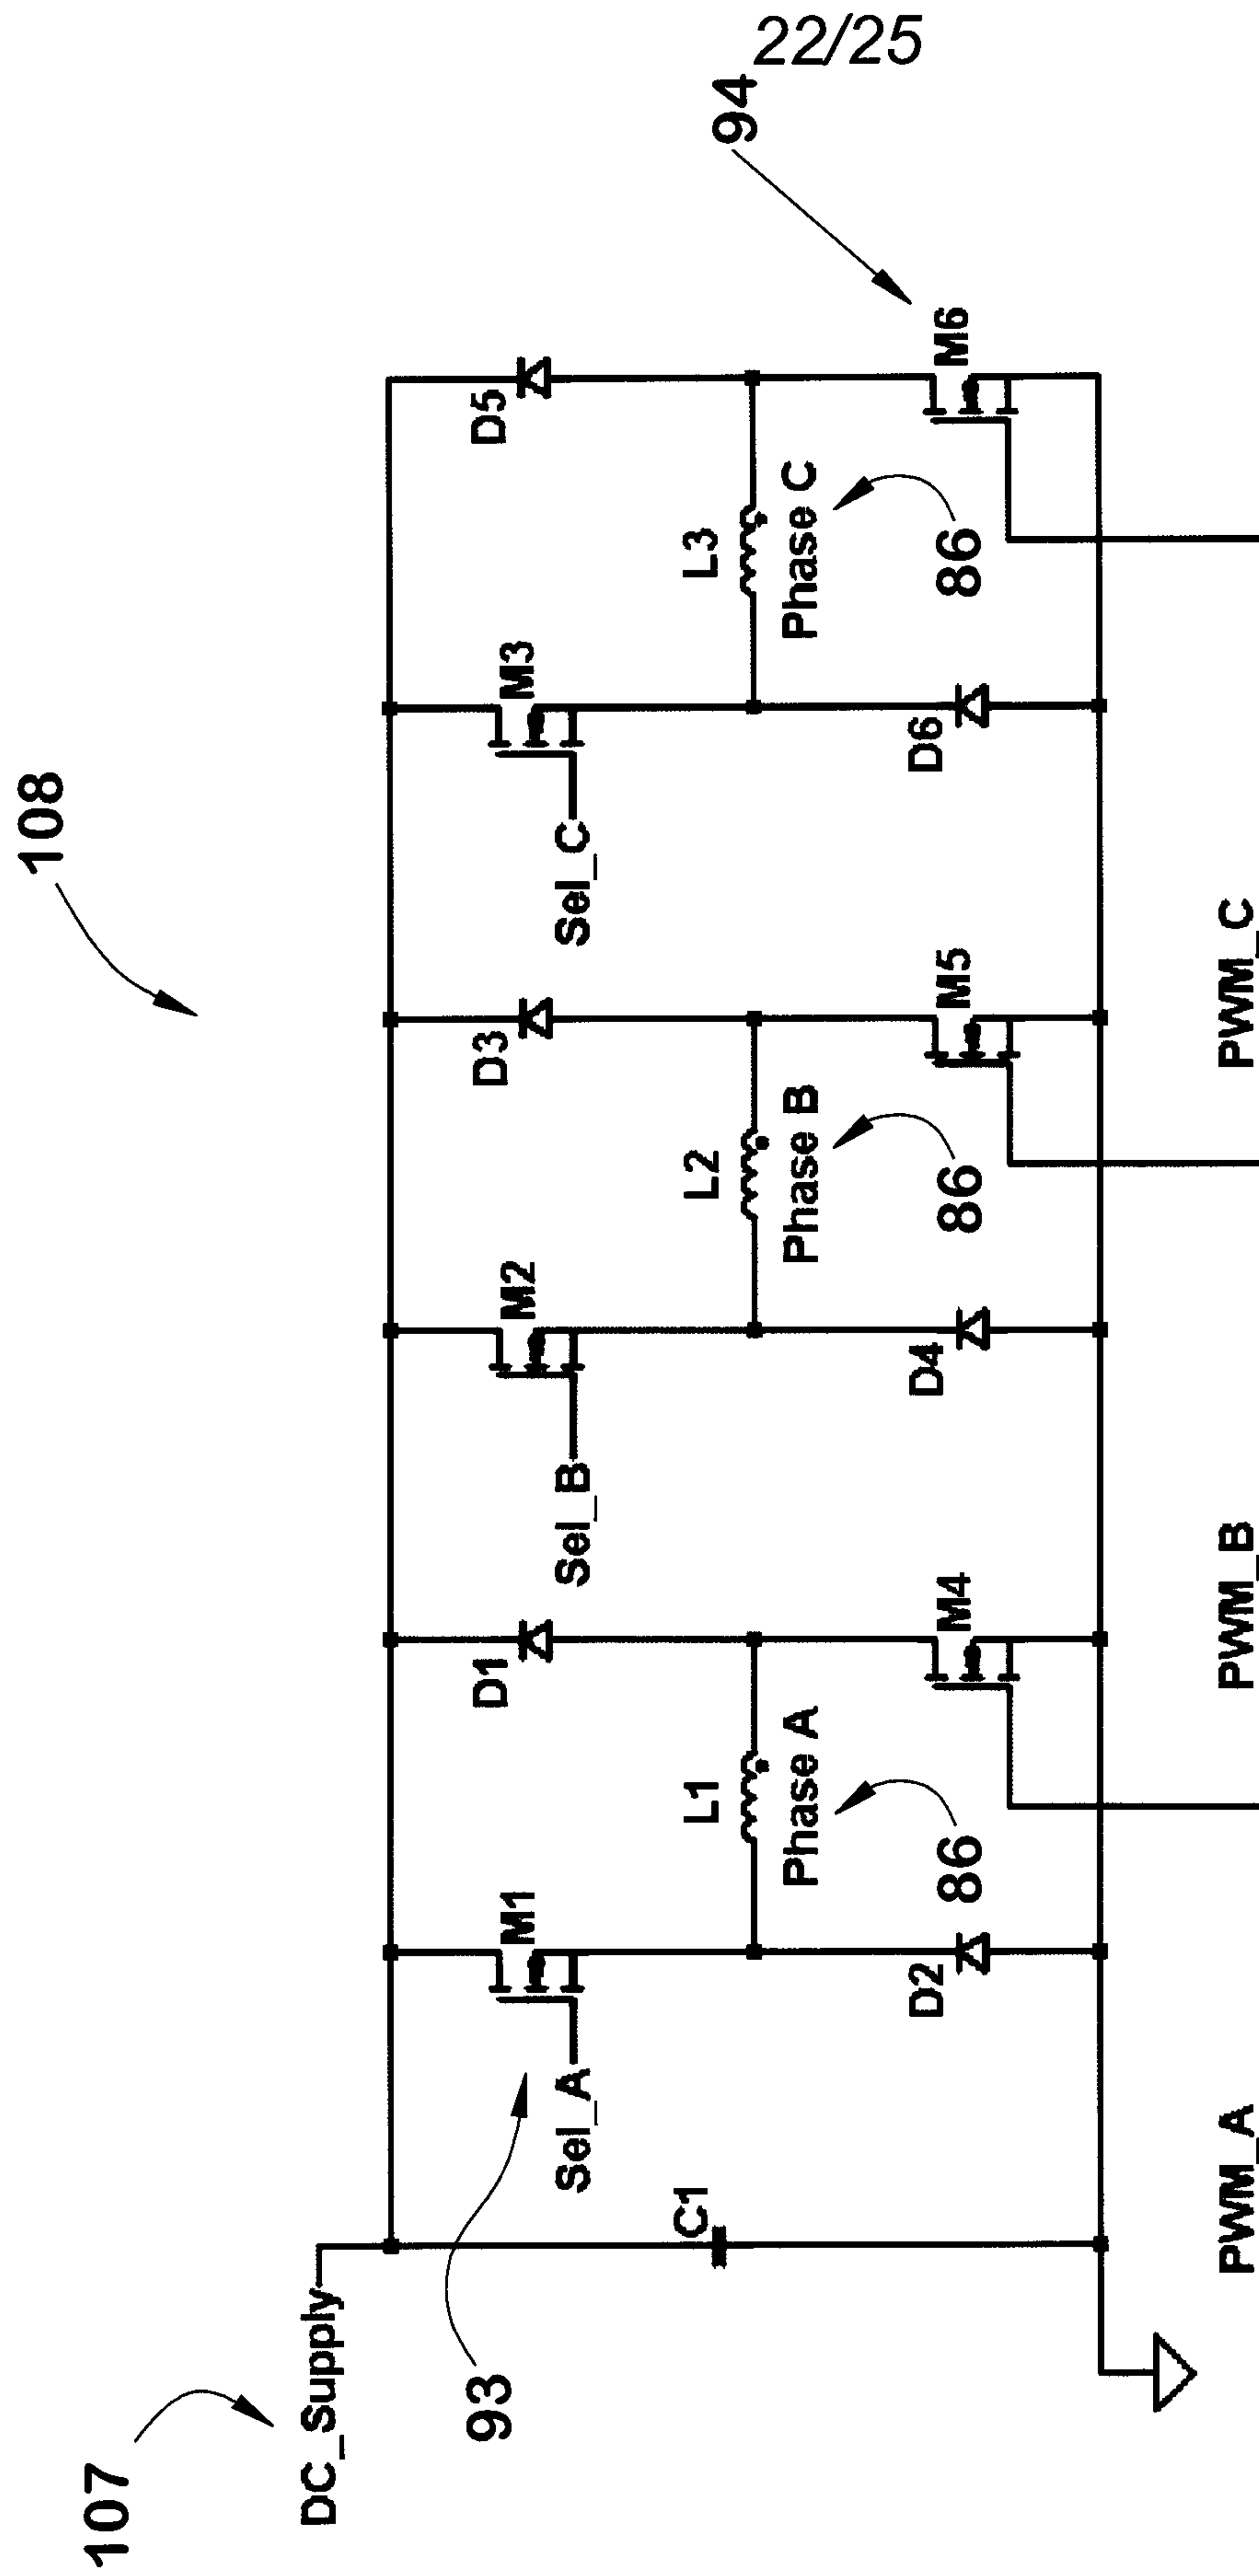 22/25
108
107
DC_Supply
94
93
C1
Sel_A
M1
D1
Sel_B
M2
D3
Sel_C
M3
D5
L1
Phase A
86
L2
Phase B
86
L3
Phase C
86
D2
M4
D4
M5
D6
M6
PWM_A
PWM_B
PWM_C